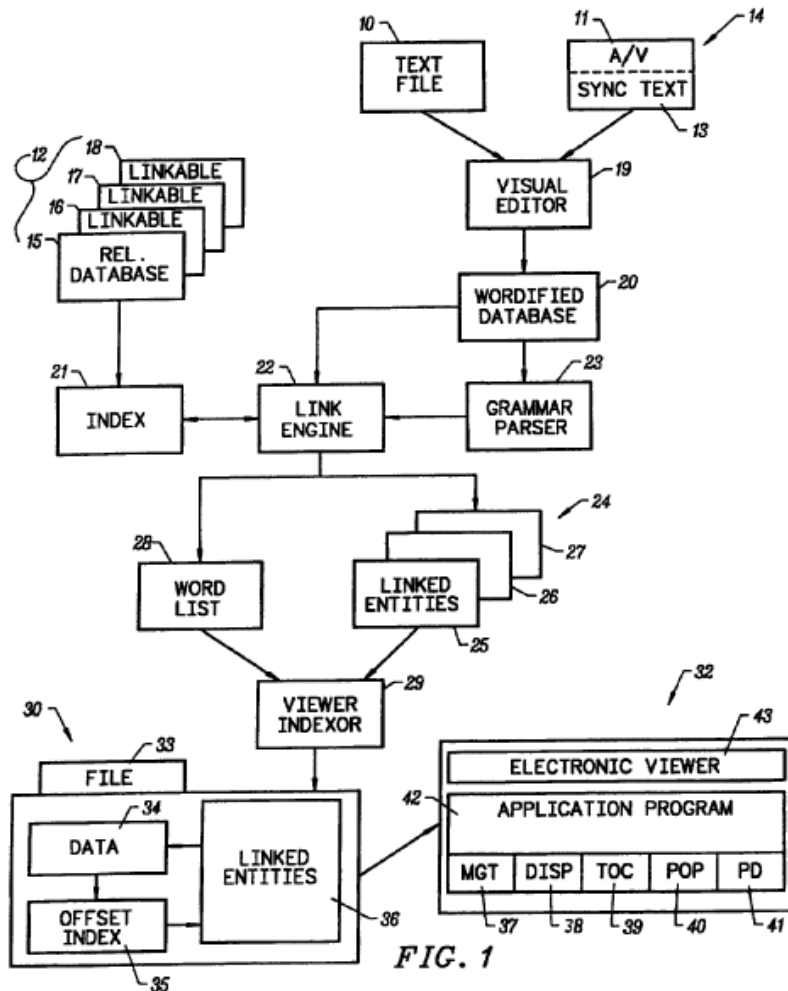 10
11
14
TEXT
FILE
A/V
SYNC TEXT
13
12
18
LINKABLE
17
LINKABLE
16
LINKABLE
15
REL.
DATABASE
VISUAL
EDITOR
19
WORDIFIED
DATABASE
20
21
INDEX
22
LINK
ENGINE
23
GRAMMAR
PARSER
24
28
WORD
LIST
27
26
LINKED
ENTITIES
25
VIEWER
INDEXOR
29
30
33
FILE
34
DATA
OFFSET
INDEX
35
LINKED
ENTITIES
36
32
43
ELECTRONIC VIEWER
42
APPLICATION PROGRAM
MGT DISP TOC POP PD
37 38 39 40 41
FIG. 1